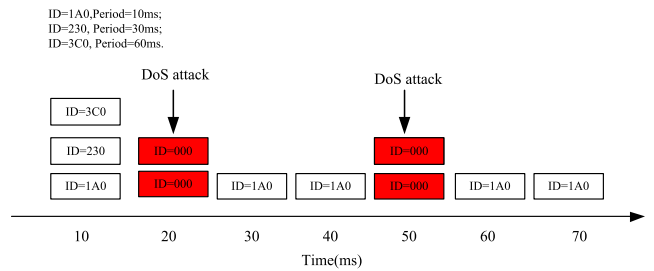 ID=1A0,Period=10ms;
ID=230, Period=30ms;
ID=3C0, Period=60ms.
DoS attack DoS attack
ID=3C0
ID=230 ID=000 ID=000
ID=1A0 ID=000 ID=1A0 ID=1A0 ID=000 ID=1A0 ID=1A0
10 20 30 40 50 60 70
Time(ms)